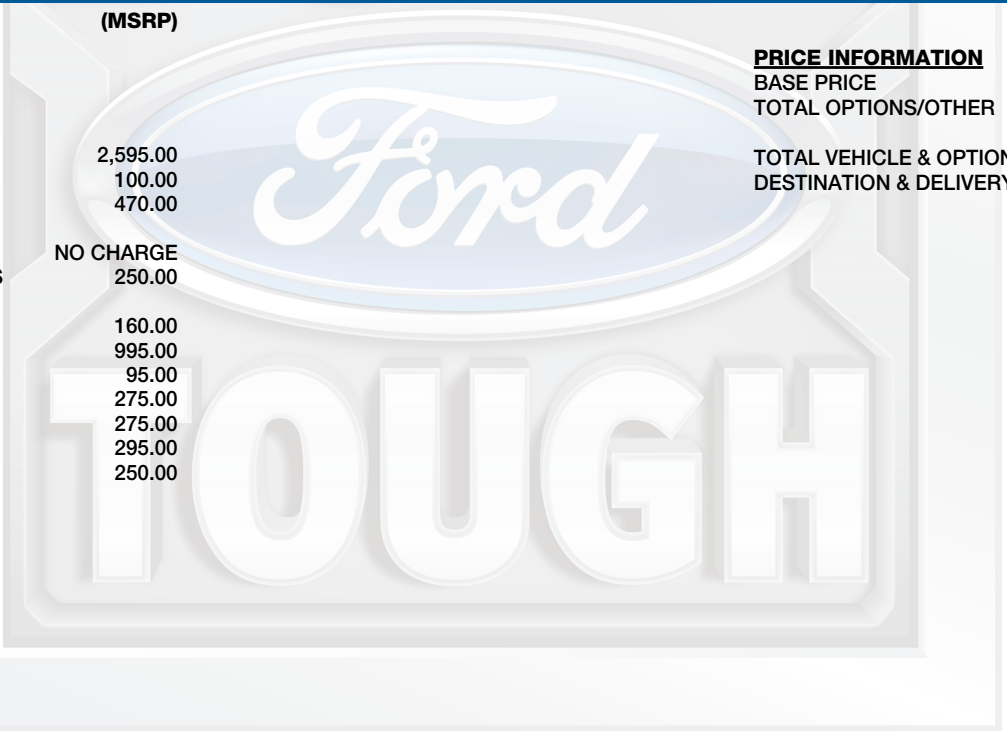 (MSRP)
2,595.00
100.00
470.00
NO CHARGE
S 250.00
160.00
995.00
95.00
275.00
275.00
295.00
250.00
PRICE INFORMATION
BASE PRICE
TOTAL OPTIONS/OTHER
TOTAL VEHICLE & OPTION
DESTINATION & DELIVERY
Ford
TOUGH